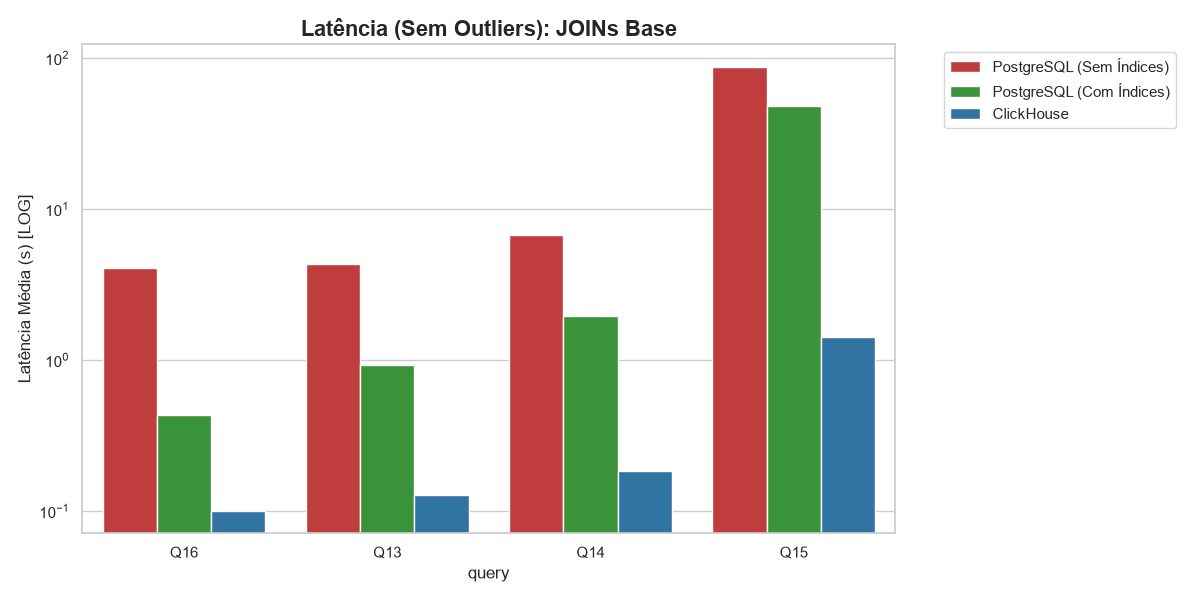 Latência (Sem Outliers): JOINs Base
PostgreSQL (Sem Índices)
PostgreSQL (Com Índices)
ClickHouse
Latência Média (s) [LOG]
10²
10¹
10⁰
10⁻¹
Q16
Q13
Q14
Q15
query